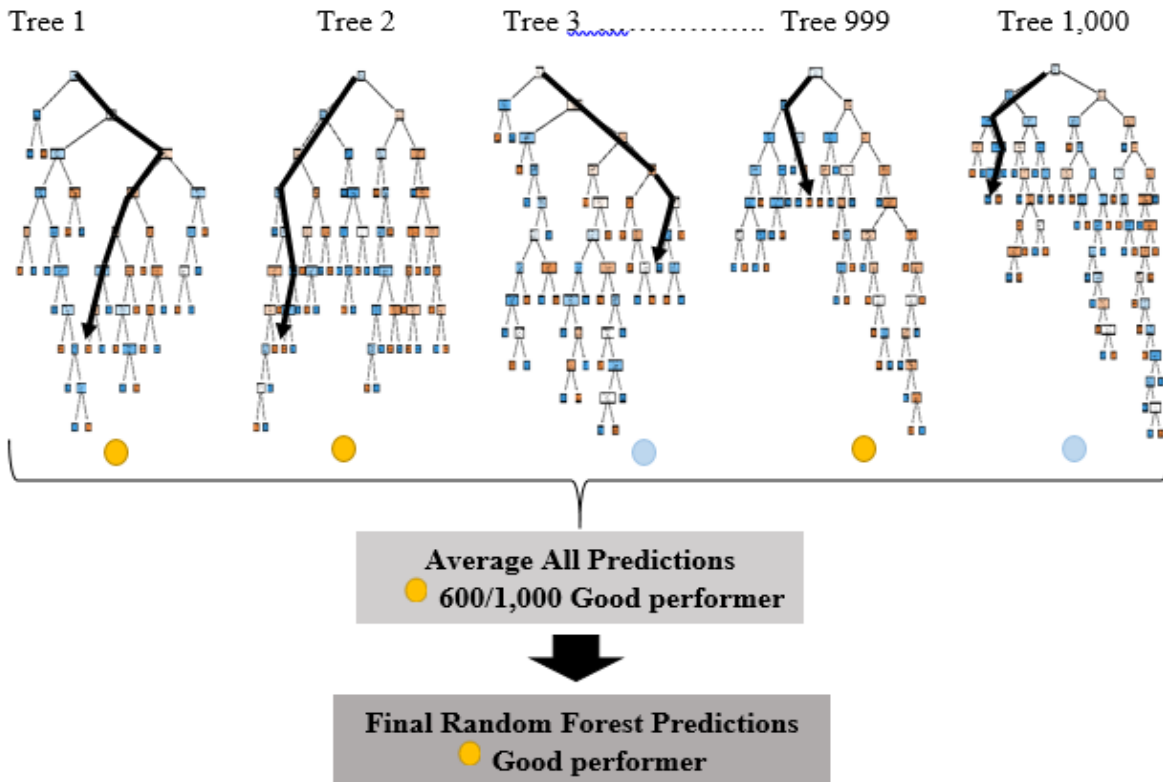 Tree 1 Tree 2 Tree 3 ..................... Tree 999 Tree 1,000
Average All Predictions
600/1,000 Good performer
Final Random Forest Predictions
Good performer